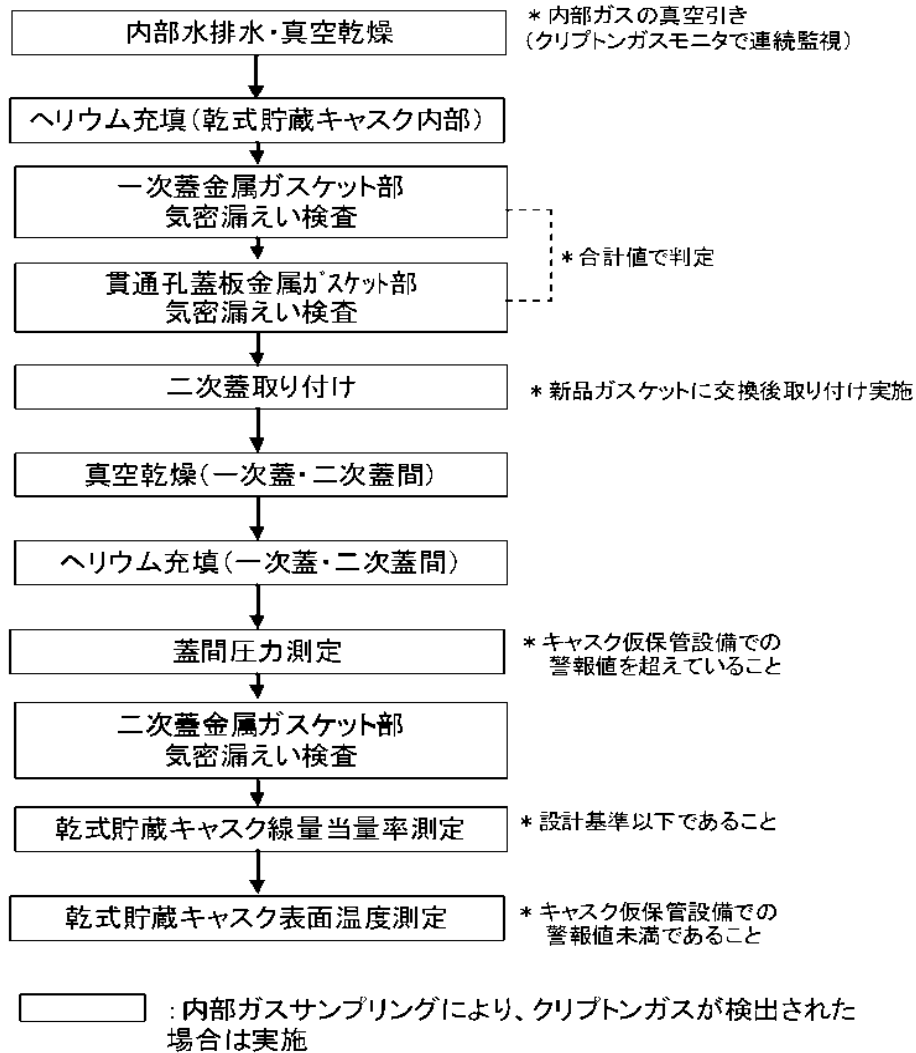 内部水排水・真空乾燥
＊内部ガスの真空引き
（クリプトンガスモニタで連続監視）
ヘリウム充填（乾式貯蔵キャスク内部）
一次蓋金属ガスケット部
気密漏えい検査
＊合計値で判定
貫通孔蓋板金属ガスケット部
気密漏えい検査
二次蓋取り付け
＊新品ガスケットに交換後取り付け実施
真空乾燥（一次蓋・二次蓋間）
ヘリウム充填（一次蓋・二次蓋間）
蓋間圧力測定
＊キャスク仮保管設備での
警報値を超えていること
二次蓋金属ガスケット部
気密漏えい検査
乾式貯蔵キャスク線量当量率測定
＊設計基準以下であること
乾式貯蔵キャスク表面温度測定
＊キャスク仮保管設備での
警報値未満であること
：内部ガスサンプリングにより、クリプトンガスが検出された
場合は実施